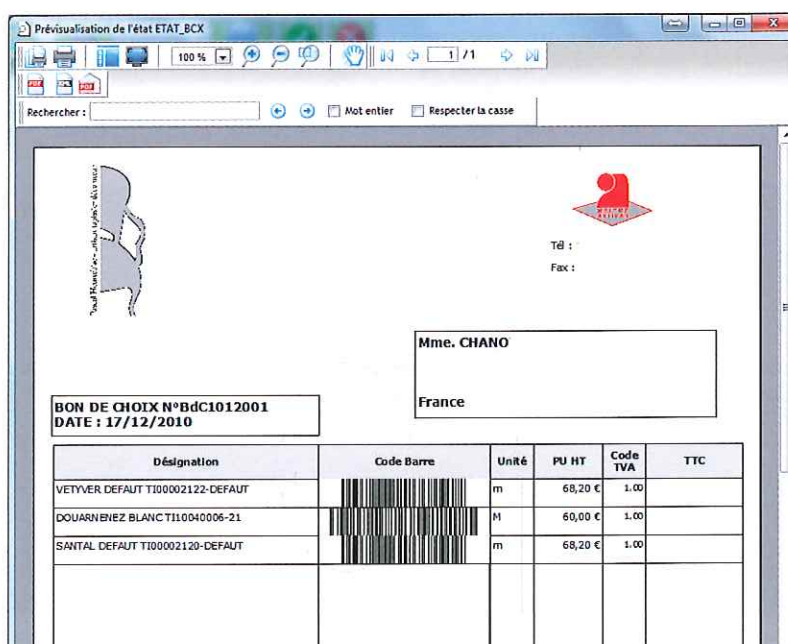 Prévisualisation de l'état ETAT_BCX
100 %
1 /1
PDF
PDF
Rechercher :
Mot entier
Respecter la casse
Tél :
Fax :
Mme. CHANO
France
BON DE CHOIX N°BdC1012001
DATE : 17/12/2010
Désignation Code Barre Unité PU HT Code TVA TTC
VETYVER DEFAUT TI00002122-DEFAUT m 68,20 € 1.00
DOUARNENEZ BLANC TI10040006-21 M 60,00 € 1.00
SANTAL DEFAUT TI00002120-DEFAUT m 68,20 € 1.00